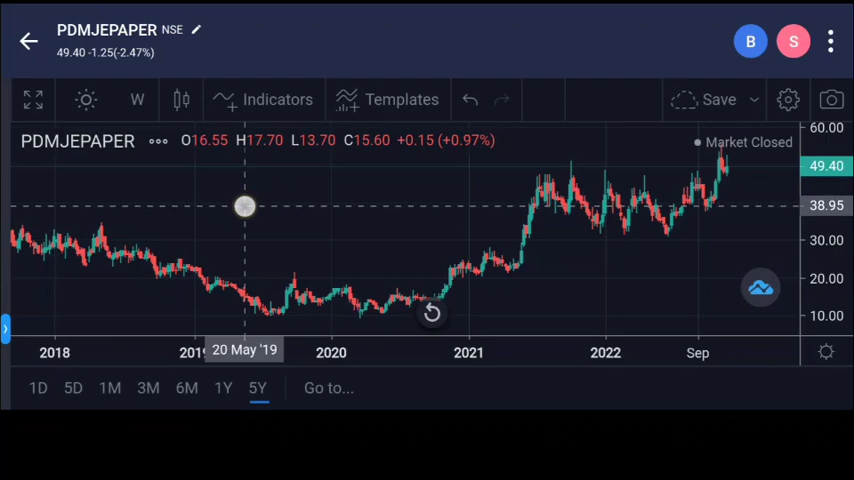 PDMJEPAPER NSE
49.40 -1.25(-2.47%)
B S
W Indicators Templates Save
PDMJEPAPER ••• O16.55 H17.70 L13.70 C15.60 +0.15 (+0.97%)
Market Closed
60.00
49.40
38.95
30.00
20.00
10.00
2018 2019 20 May '19 2020 2021 2022 Sep
1D 5D 1M 3M 6M 1Y 5Y Go to...